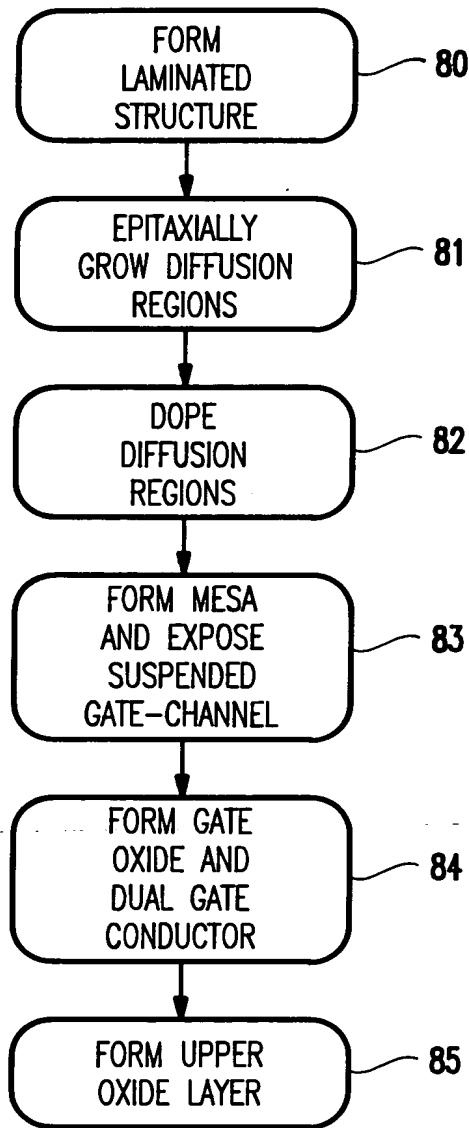 FORM
LAMINATED
STRUCTURE
80
EPITAXIALLY
GROW DIFFUSION
REGIONS
81
DOPE
DIFFUSION
REGIONS
82
FORM MESA
AND EXPOSE
SUSPENDED
GATE-CHANNEL
83
FORM GATE
OXIDE AND
DUAL GATE
CONDUCTOR
84
FORM UPPER
OXIDE LAYER
85